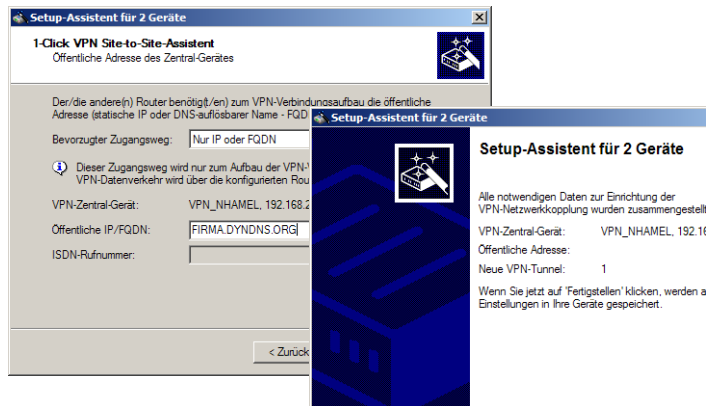 Setup-Assistent für 2 Geräte
1-Click VPN Site-to-Site-Assistent
Öffentliche Adresse des Zentral-Gerätes
Der/die andere(n) Router benötig(t/en) zum VPN-Verbindungsaufbau die öffentliche
Adresse (statische IP oder DNS-auflösbarer Name - FQD
Bevorzugter Zugangsweg: Nur IP oder FQDN
Dieser Zugangsweg wird nur zum Aufbau der VPN-
VPN-Datenverkehr wird über die konfigurierten Rou
VPN-Zentral-Gerät: VPN_NHAMEL, 192.168.2
Öffentliche IP/FQDN: FIRMA.DYNDNS.ORG
ISDN-Rufnummer:
< Zurück
Setup-Assistent für 2 Geräte
Setup-Assistent für 2 Geräte
Alle notwendigen Daten zur Einrichtung der
VPN-Netzwerkkopplung wurden zusammengestellt
VPN-Zentral-Gerät: VPN_NHAMEL, 192.16
Öffentliche Adresse:
Neue VPN-Tunnel: 1
Wenn Sie jetzt auf 'Fertigstellen' klicken, werden a
Einstellungen in Ihre Geräte gespeichert.